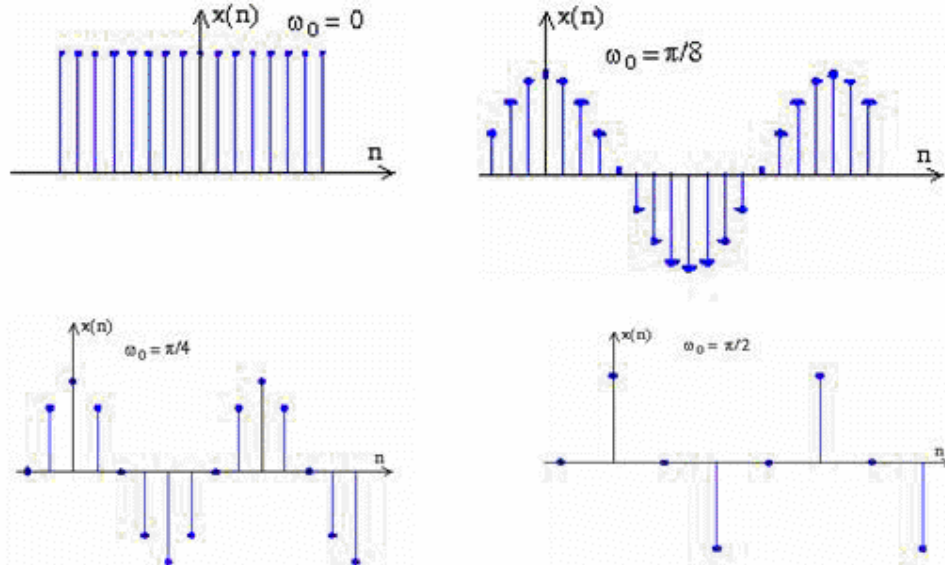 x(n)
ω₀ = 0
n
x(n)
ω₀ = π/8
n
x(n)
ω₀ = π/4
n
x(n)
ω₀ = π/2
n